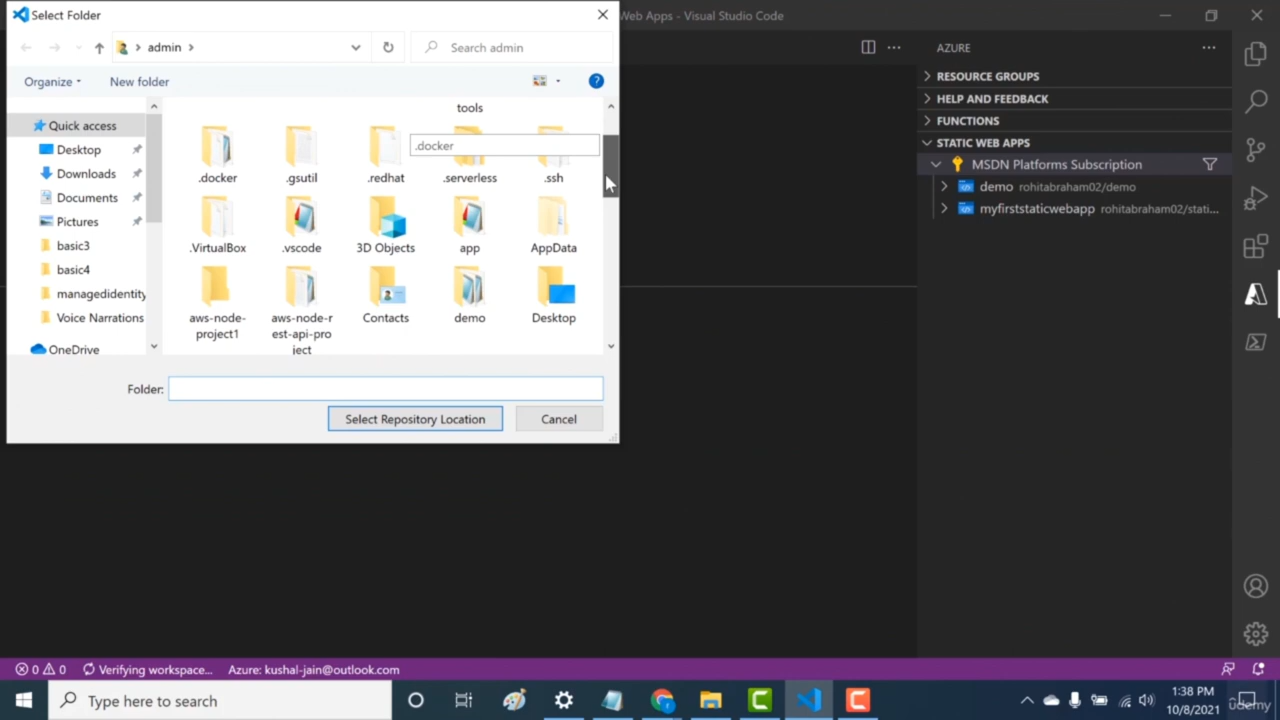 Select Folder
Web Apps - Visual Studio Code
admin
Search admin
Organize
New folder
Quick access
Desktop
Downloads
Documents
Pictures
basic3
basic4
managedidentity
Voice Narrations
OneDrive
tools
.docker
.docker
.gsutil
.redhat
.serverless
.ssh
.VirtualBox
.vscode
3D Objects
app
AppData
aws-node-
project1
aws-node-r
est-api-pro
ject
Contacts
demo
Desktop
Folder:
Select Repository Location
Cancel
AZURE
RESOURCE GROUPS
HELP AND FEEDBACK
FUNCTIONS
STATIC WEB APPS
MSDN Platforms Subscription
demo rohitabraham02/demo
myfirststaticwebapp rohitabraham02/stati...
0 0 Verifying workspace... Azure: kushal-jain@outlook.com
Type here to search
1:38 PM
10/8/2021
udemy